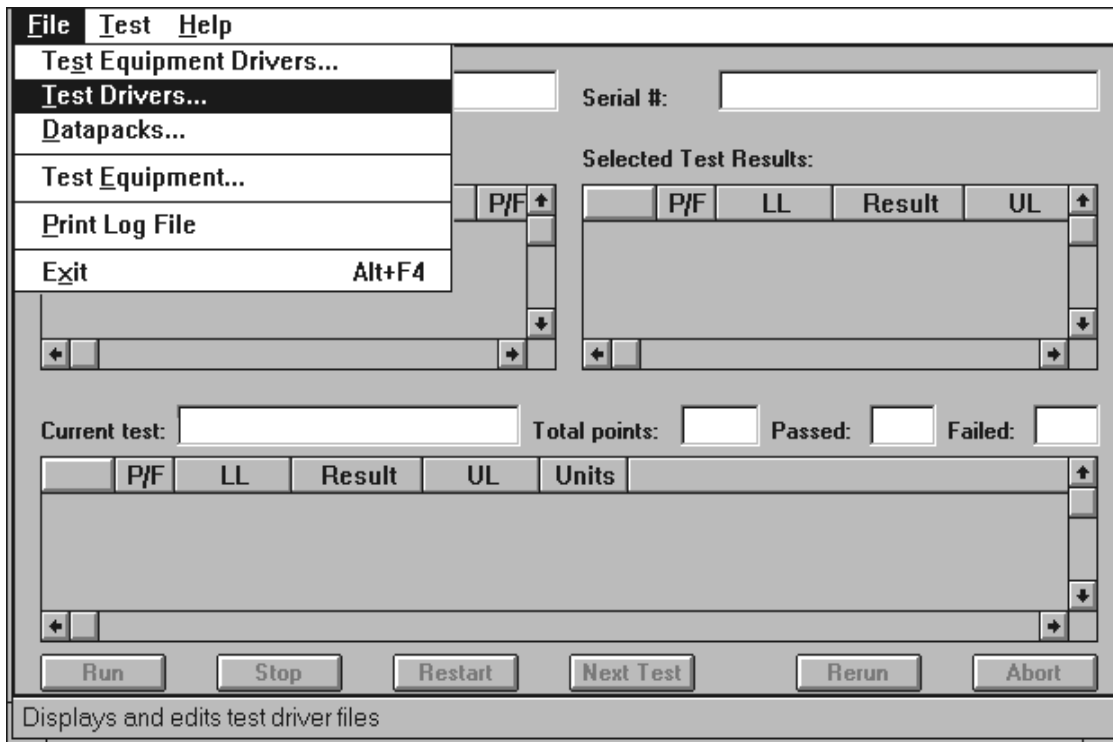 File Test Help
Test Equipment Drivers...
Test Drivers...
Datapacks...
Test Equipment...
Print Log File
Exit Alt+F4
Serial #:
Selected Test Results:
P/F
P/F LL Result UL
Current test: Total points: Passed: Failed:
P/F LL Result UL Units
Run Stop Restart Next Test Rerun Abort
Displays and edits test driver files